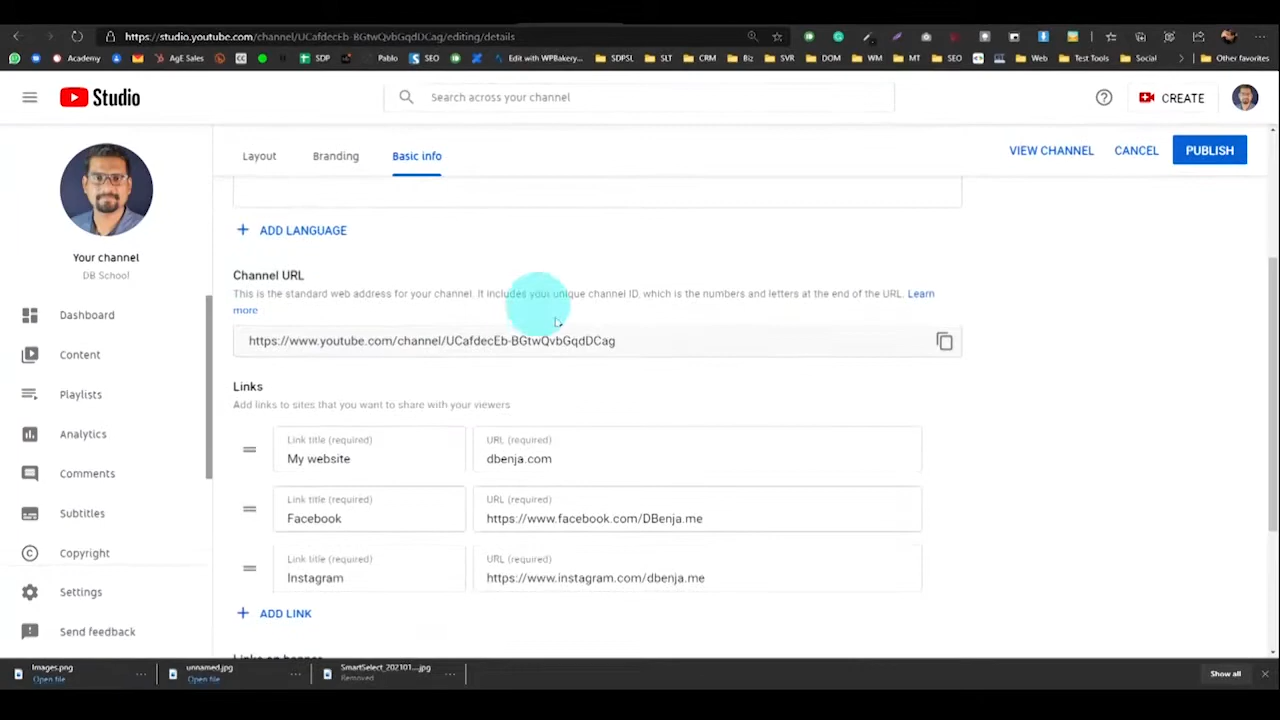 https://studio.youtube.com/channel/UCafdecEb-BGtwQvbGqdDCag/editing/details
Academy
AgE Sales
SDP
Pablo
SEO
Edit with WPBakery...
SDPSL
SLT
CRM
Biz
SVR
DOM
WM
MT
SEO
Web
Test Tools
Social
Other favorites
Studio
Search across your channel
CREATE
Layout
Branding
Basic info
VIEW CHANNEL
CANCEL
PUBLISH
Your channel
DB School
Dashboard
Content
Playlists
Analytics
Comments
Subtitles
Copyright
Settings
Send feedback
ADD LANGUAGE
Channel URL
This is the standard web address for your channel. It includes your unique channel ID, which is the numbers and letters at the end of the URL. Learn
more
https://www.youtube.com/channel/UCafdecEb-BGtwQvbGqdDCag
Links
Add links to sites that you want to share with your viewers
Link title (required)
My website
URL (required)
dbenja.com
Link title (required)
Facebook
URL (required)
https://www.facebook.com/DBenja.me
Link title (required)
Instagram
URL (required)
https://www.instagram.com/dbenja.me
ADD LINK
Images.png
Open file
unnamed.jpg
Open file
SmartSelect_202101....jpg
Removed
Show all